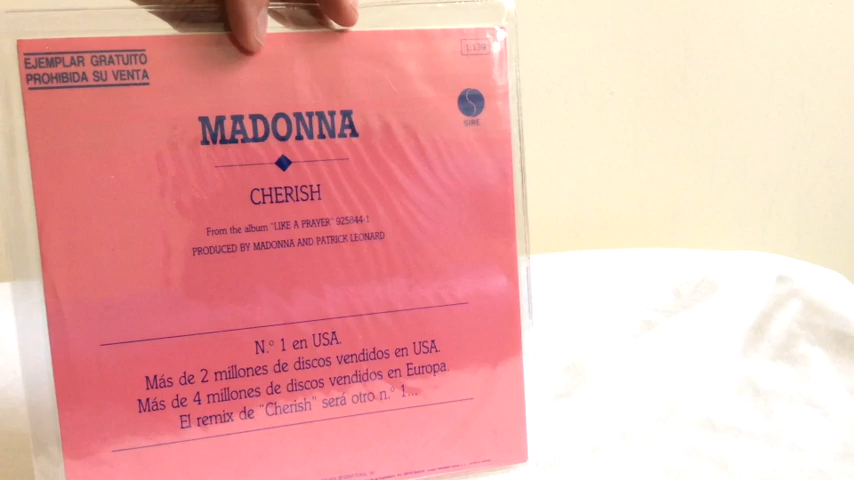 EJEMPLAR GRATUITO
PROHIBIDA SU VENTA
SIRE
MADONNA
CHERISH
From the album "LIKE A PRAYER" 925844-1
PRODUCED BY MADONNA AND PATRICK LEONARD
N.º 1 en USA.
Más de 2 millones de discos vendidos en USA.
Más de 4 millones de discos vendidos en Europa.
El remix de "Cherish" será otro n.º 1...